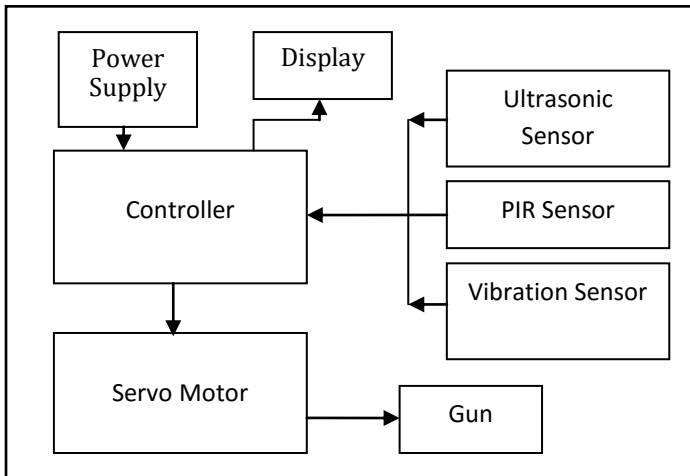 Power
Supply
Display
Ultrasonic
Sensor
Controller
PIR Sensor
Vibration Sensor
Servo Motor
Gun